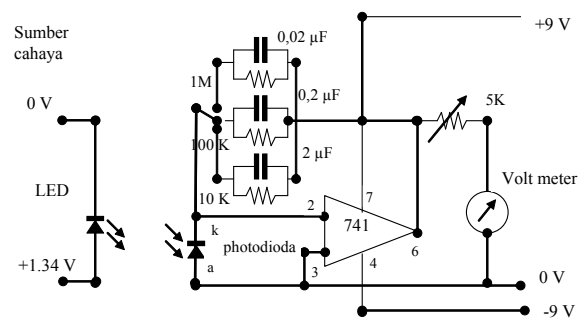 Sumber
cahaya
0 V
LED
+1.34 V
0,02 µF
1M
0,2 µF
100 K
2 µF
10 K
+9 V
5K
Volt meter
2
7
741
6
k
photodioda
a
3
4
0 V
-9 V